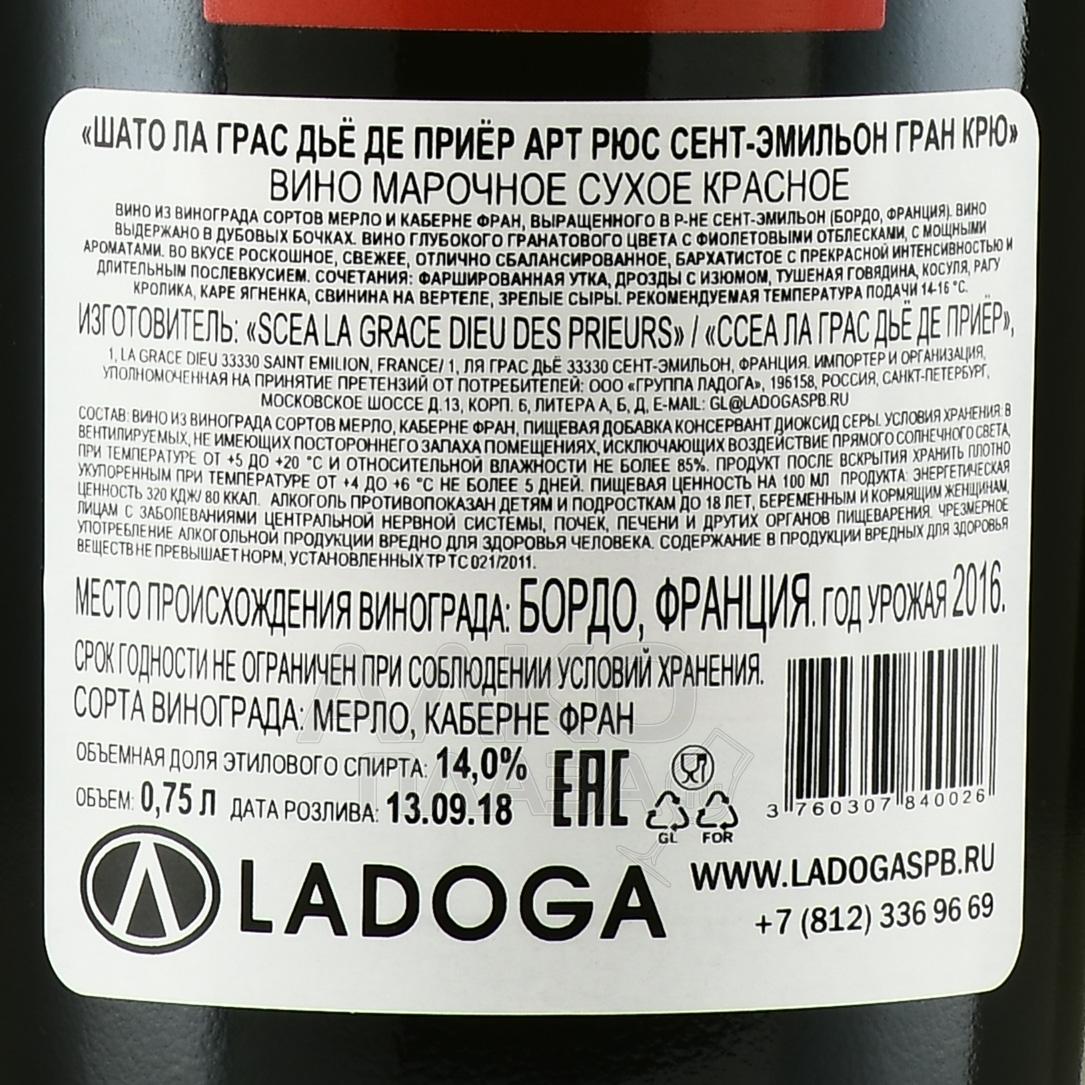 «ШАТО ЛА ГРАС ДЬЁ ДЕ ПРИЁР АРТ РЮС СЕНТ-ЭМИЛЬОН ГРАН КРЮ»
ВИНО МАРОЧНОЕ СУХОЕ КРАСНОЕ
ВИНО ИЗ ВИНОГРАДА СОРТОВ МЕРЛО И КАБЕРНЕ ФРАН, ВЫРАЩЕННОГО В Р-НЕ СЕНТ-ЭМИЛЬОН (БОРДО, ФРАНЦИЯ). ВИНО
ВЫДЕРЖАНО В ДУБОВЫХ БОЧКАХ. ВИНО ГЛУБОКОГО ГРАНАТОВОГО ЦВЕТА С ФИОЛЕТОВЫМИ ОТБЛЕСКАМИ, С МОЩНЫМИ
АРОМАТАМИ. ВО ВКУСЕ РОСКОШНОЕ, СВЕЖЕЕ, ОТЛИЧНО СБАЛАНСИРОВАННОЕ, БАРХАТИСТОЕ С ПРЕКРАСНОЙ ИНТЕНСИВНОСТЬЮ И
ДЛИТЕЛЬНЫМ ПОСЛЕВКУСИЕМ. СОЧЕТАНИЯ: ФАРШИРОВАННАЯ УТКА, ДРОЗДЫ С ИЗЮМОМ, ТУШЕНАЯ ГОВЯДИНА, КОСУЛЯ, РАГУ
КРОЛИКА, КАРЕ ЯГНЕНКА, СВИНИНА НА ВЕРТЕЛЕ, ЗРЕЛЫЕ СЫРЫ. РЕКОМЕНДУЕМАЯ ТЕМПЕРАТУРА ПОДАЧИ 14-16 °С.
ИЗГОТОВИТЕЛЬ: «SCEA LA GRACE DIEU DES PRIEURS» / «ССЕА ЛА ГРАС ДЬЁ ДЕ ПРИЁР»,
1, LA GRACE DIEU 33330 SAINT EMILION, FRANCE/ 1, ЛЯ ГРАС ДЬЁ 33330 СЕНТ-ЭМИЛЬОН, ФРАНЦИЯ. ИМПОРТЕР И ОРГАНИЗАЦИЯ,
УПОЛНОМОЧЕННАЯ НА ПРИНЯТИЕ ПРЕТЕНЗИЙ ОТ ПОТРЕБИТЕЛЕЙ: ООО «ГРУППА ЛАДОГА», 196158, РОССИЯ, САНКТ-ПЕТЕРБУРГ,
МОСКОВСКОЕ ШОССЕ Д.13, КОРП. Б, ЛИТЕРА А, Б, Д, E-MAIL: GL@LADOGASPB.RU
СОСТАВ: ВИНО ИЗ ВИНОГРАДА СОРТОВ МЕРЛО, КАБЕРНЕ ФРАН, ПИЩЕВАЯ ДОБАВКА КОНСЕРВАНТ ДИОКСИД СЕРЫ. УСЛОВИЯ ХРАНЕНИЯ: В
ВЕНТИЛИРУЕМЫХ, НЕ ИМЕЮЩИХ ПОСТОРОННЕГО ЗАПАХА ПОМЕЩЕНИЯХ, ИСКЛЮЧАЮЩИХ ВОЗДЕЙСТВИЕ ПРЯМОГО СОЛНЕЧНОГО СВЕТА,
ПРИ ТЕМПЕРАТУРЕ ОТ +5 ДО +20 °С И ОТНОСИТЕЛЬНОЙ ВЛАЖНОСТИ НЕ БОЛЕЕ 85%. ПРОДУКТ ПОСЛЕ ВСКРЫТИЯ ХРАНИТЬ ПЛОТНО
УКУПОРЕННЫМ ПРИ ТЕМПЕРАТУРЕ ОТ +4 ДО +6 °С НЕ БОЛЕЕ 5 ДНЕЙ. ПИЩЕВАЯ ЦЕННОСТЬ НА 100 МЛ ПРОДУКТА: ЭНЕРГЕТИЧЕСКАЯ
ЦЕННОСТЬ 320 КДЖ/ 80 ККАЛ. АЛКОГОЛЬ ПРОТИВОПОКАЗАН ДЕТЯМ И ПОДРОСТКАМ ДО 18 ЛЕТ, БЕРЕМЕННЫМ И КОРМЯЩИМ ЖЕНЩИНАМ,
ЛИЦАМ С ЗАБОЛЕВАНИЯМИ ЦЕНТРАЛЬНОЙ НЕРВНОЙ СИСТЕМЫ, ПОЧЕК, ПЕЧЕНИ И ДРУГИХ ОРГАНОВ ПИЩЕВАРЕНИЯ. ЧРЕЗМЕРНОЕ
УПОТРЕБЛЕНИЕ АЛКОГОЛЬНОЙ ПРОДУКЦИИ ВРЕДНО ДЛЯ ЗДОРОВЬЯ ЧЕЛОВЕКА. СОДЕРЖАНИЕ В ПРОДУКЦИИ ВРЕДНЫХ ДЛЯ ЗДОРОВЬЯ
ВЕЩЕСТВ НЕ ПРЕВЫШАЕТ НОРМ, УСТАНОВЛЕННЫХ ТР ТС 021/2011.
МЕСТО ПРОИСХОЖДЕНИЯ ВИНОГРАДА: БОРДО, ФРАНЦИЯ. ГОД УРОЖАЯ 2016.
СРОК ГОДНОСТИ НЕ ОГРАНИЧЕН ПРИ СОБЛЮДЕНИИ УСЛОВИЙ ХРАНЕНИЯ.
СОРТА ВИНОГРАДА: МЕРЛО, КАБЕРНЕ ФРАН
ОБЪЕМНАЯ ДОЛЯ ЭТИЛОВОГО СПИРТА: 14,0%
ОБЪЕМ: 0,75 Л ДАТА РОЗЛИВА: 13.09.18
EAC
GL FOR
3 760307 840026
LADOGA
WWW.LADOGASPB.RU
+7 (812) 336 96 69